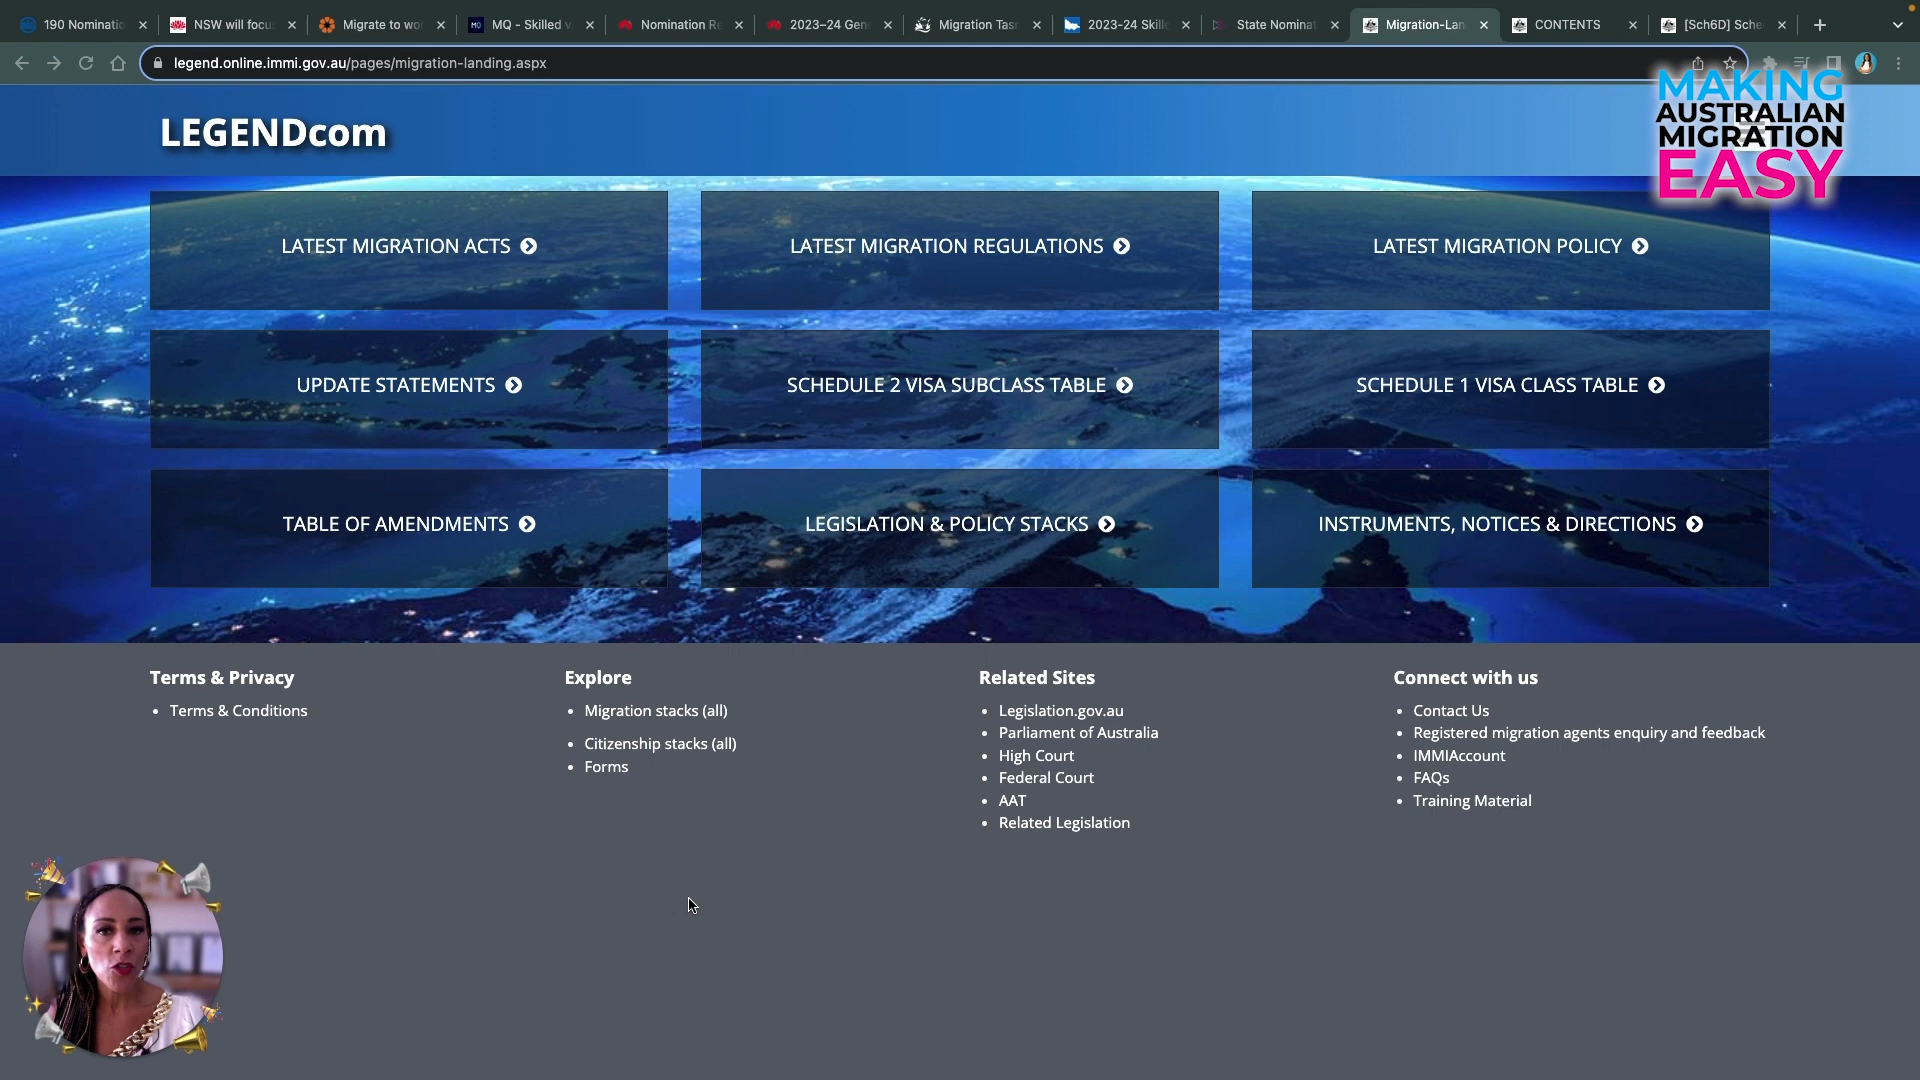 190 Nominatio
NSW will focu
Migrate to wo
MQ - Skilled v
Nomination Re
2023–24 Gen
Migration Tas
2023-24 Skille
State Nominat
Migration-Lan
CONTENTS
[Sch6D] Sche
legend.online.immi.gov.au/pages/migration-landing.aspx
MAKING
AUSTRALIAN
MIGRATION
EASY
LEGENDcom
LATEST MIGRATION ACTS
LATEST MIGRATION REGULATIONS
LATEST MIGRATION POLICY
UPDATE STATEMENTS
SCHEDULE 2 VISA SUBCLASS TABLE
SCHEDULE 1 VISA CLASS TABLE
TABLE OF AMENDMENTS
LEGISLATION & POLICY STACKS
INSTRUMENTS, NOTICES & DIRECTIONS
Terms & Privacy
• Terms & Conditions
Explore
• Migration stacks (all)
• Citizenship stacks (all)
• Forms
Related Sites
• Legislation.gov.au
• Parliament of Australia
• High Court
• Federal Court
• AAT
• Related Legislation
Connect with us
• Contact Us
• Registered migration agents enquiry and feedback
• IMMIAccount
• FAQs
• Training Material